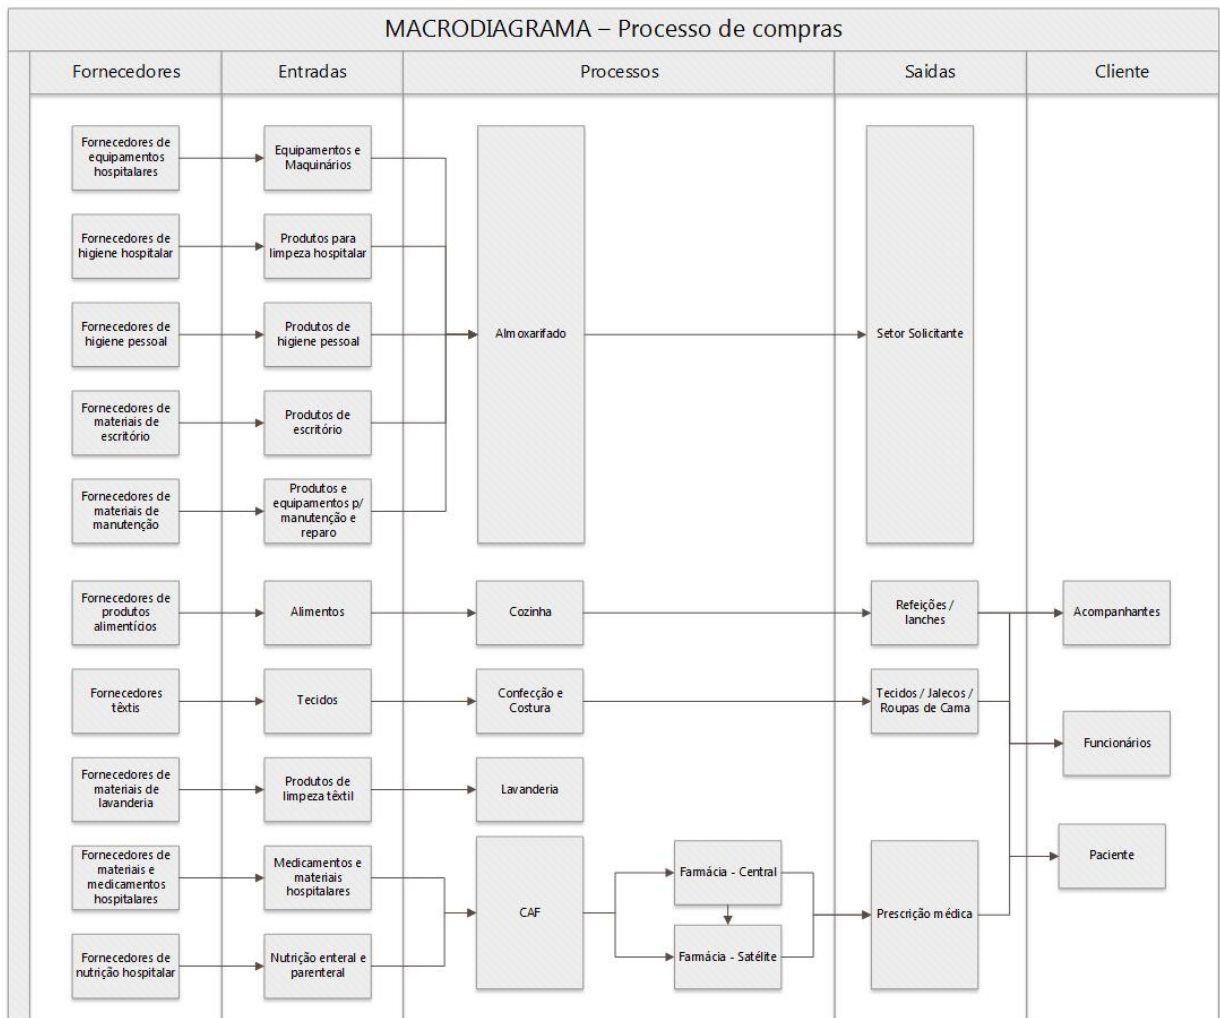 MACRODIAGRAMA – Processo de compras
Fornecedores
Entradas
Processos
Saidas
Cliente
Fornecedores de
equipamentos
hospitalares
Equipamentos e
Maquinários
Fornecedores de
higiene hospitalar
Produtos para
limpeza hospitalar
Fornecedores de
higiene pessoal
Produtos de
higiene pessoal
Almoxarifado
Setor Solicitante
Fornecedores de
materiais de
escritório
Produtos de
escritório
Fornecedores de
materiais de
manutenção
Produtos e
equipamentos p/
manutenção e
reparo
Fornecedores de
produtos
alimentícios
Alimentos
Cozinha
Refeições /
lanches
Acompanhantes
Fornecedores
têxtis
Tecidos
Confecção e
Costura
Tecidos / Jalecos /
Roupas de Cama
Funcionários
Fornecedores de
materiais de
lavanderia
Produtos de
limpeza têxtil
Lavanderia
Fornecedores de
materiais e
medicamentos
hospitalares
Medicamentos e
materiais
hospitalares
CAF
Farmácia - Central
Farmácia - Satélite
Prescrição médica
Paciente
Fornecedores de
nutrição hospitalar
Nutrição enteral e
parenteral